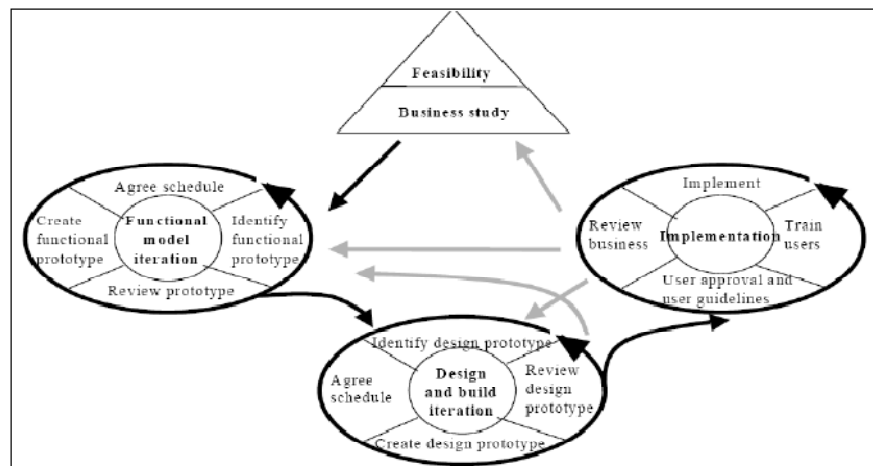 Feasibility
Business study
Agree schedule
Create
functional
prototype
Functional
model
iteration
Identify
functional
prototype
Review prototype
Implement
Review
business
Implementation
Train
users
User approval and
user guidelines
Identify design prototype
Agree
schedule
Design
and build
iteration
Review
design
prototype
Create design prototype